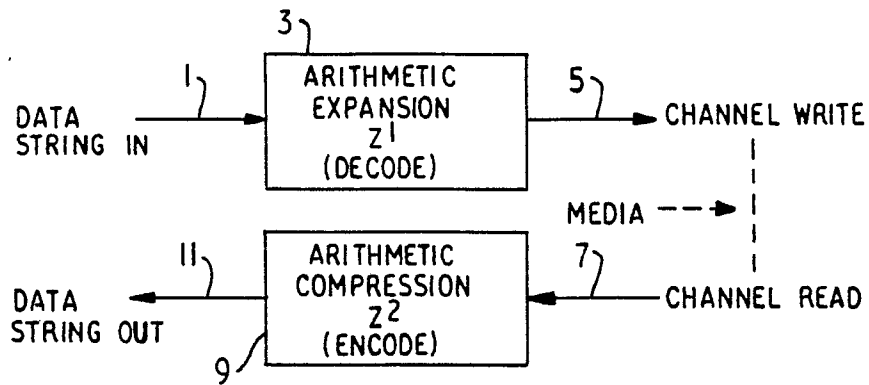 3
1
5
DATA
STRING IN
ARITHMETIC
EXPANSION
Z1
(DECODE)
CHANNEL WRITE
MEDIA
11
7
DATA
STRING OUT
ARITHMETIC
COMPRESSION
Z2
(ENCODE)
CHANNEL READ
9